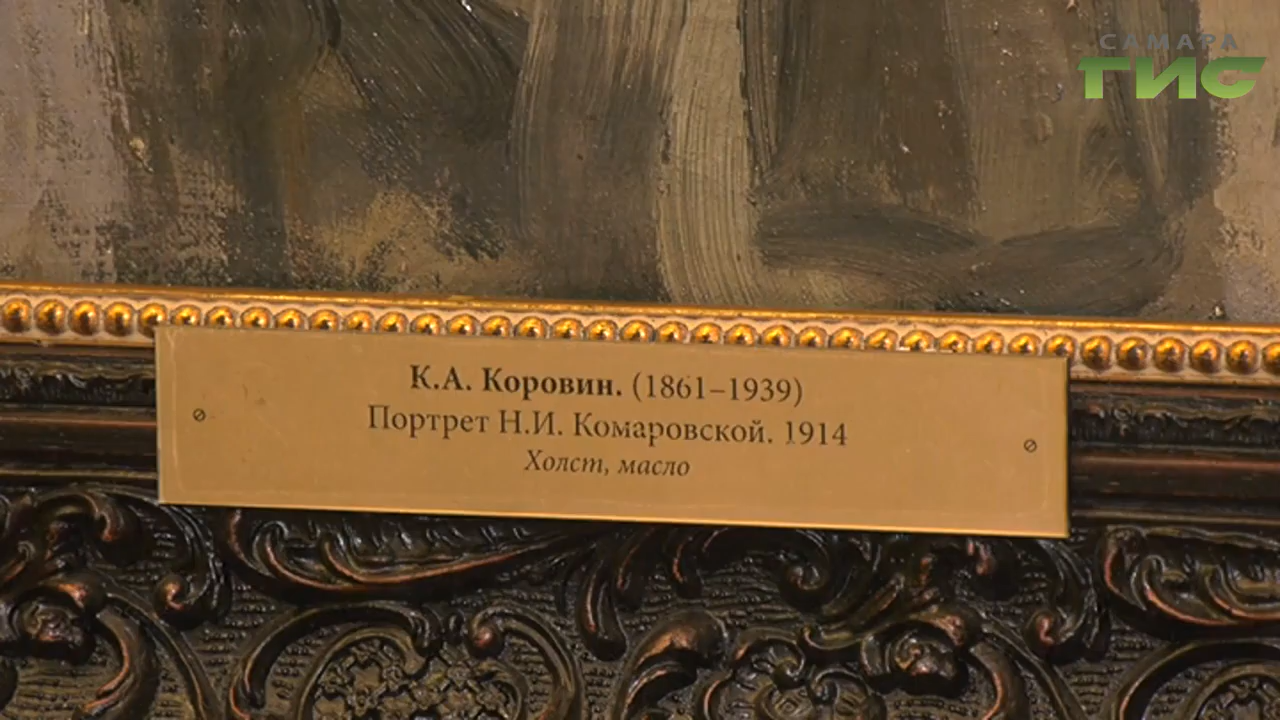 САМАРА
ГИС
К.А. Коровин. (1861–1939)
Портрет Н.И. Комаровской. 1914
Холст, масло